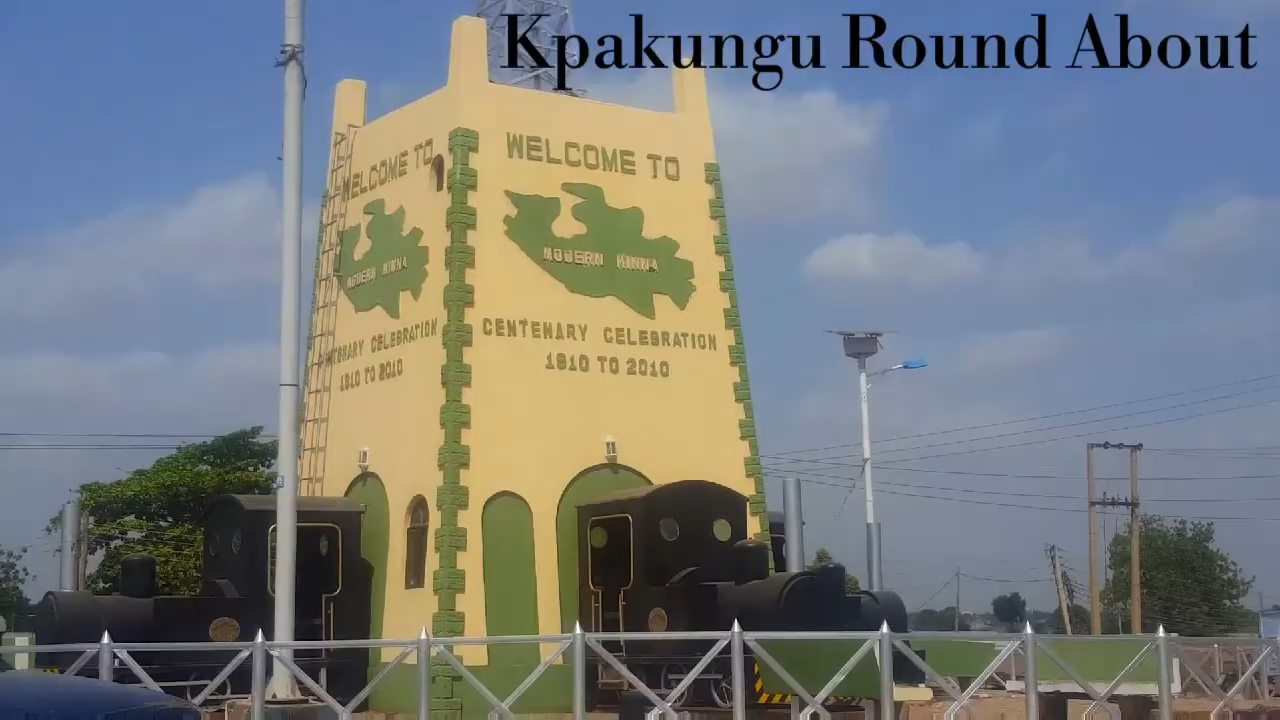 Kpakungu Round About
WELCOME TO
MODERN MINNA
CENTENARY CELEBRATION
1910 TO 2010
WELCOME TO
MODERN MINNA
CELEBRATION
1910 TO 2010